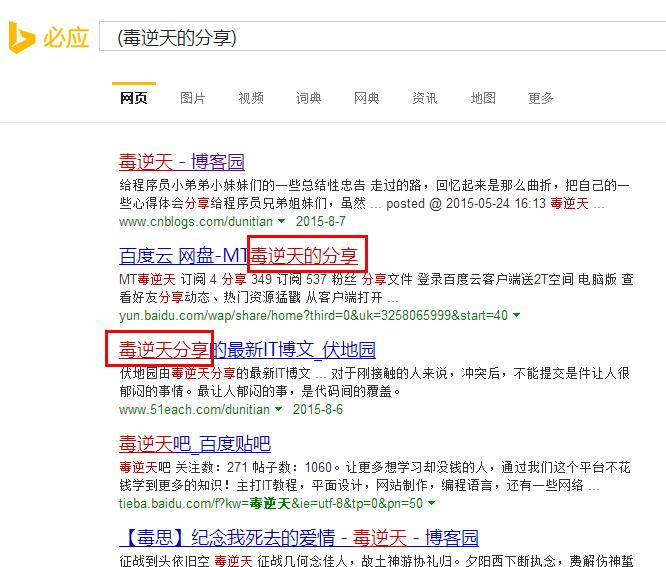 必应
(毒逆天的分享)
网页 图片 视频 词典 网典 资讯 地图 更多
毒逆天 - 博客园
给程序员小弟弟小妹妹们的一些总结性忠告 走过的路，回忆起来是那么曲折，把自己的一
些心得体会分享给程序员兄弟姐妹们，虽然 ... posted @ 2015-05-24 16:13 毒逆天 ...
www.cnblogs.com/dunitian 2015-8-7
百度云 网盘-MT毒逆天的分享
MT毒逆天 订阅 4 分享 349 订阅 537 粉丝 分享文件 登录百度云客户端送2T空间 电脑版 查
看好友分享动态、热门资源猛戳 从客户端打开 ...
yun.baidu.com/wap/share/home?third=0&uk=3258065999&start=40
毒逆天分享的最新IT博文_伏地园
伏地园由毒逆天分享的最新IT博文 ... 对于刚接触的人来说，冲突后，不能提交是件让人很
郁闷的事情。最让人郁闷的事，是代码间的覆盖。
www.51each.com/dunitian 2015-8-6
毒逆天吧_百度贴吧
毒逆天吧 关注数：271 帖子数：1060。让更多想学习却没钱的人，通过我们这个平台不花
钱学到更多的知识！主打IT教程，平面设计，网站制作，编程语言，还有一些网络 ...
tieba.baidu.com/f?kw=毒逆天&ie=utf-8&tp=0&pn=50
【毒思】纪念我死去的爱情 - 毒逆天 - 博客园
征战到头依旧空 毒逆天 征战几何念佳人，故土神游协礼归。夕阳西下断执念，费解伤神誓